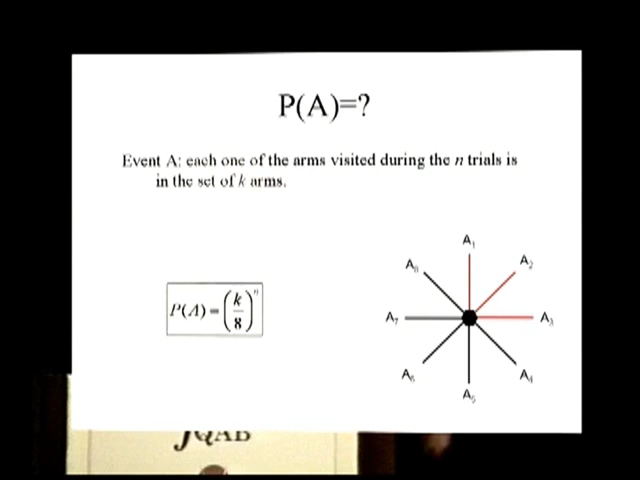 P(A)=?
Event A: each one of the arms visited during the n trials is
in the set of k arms.
P(A) = (k/8)^n
A1
A2
A3
A4
A5
A6
A7
A8
JQAB